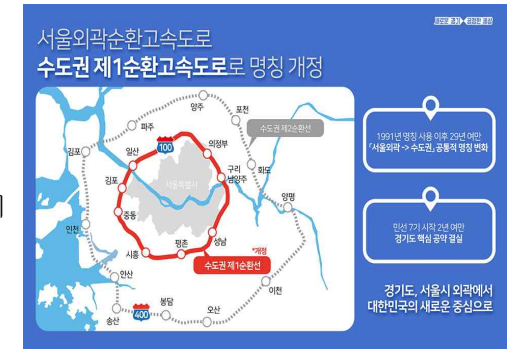 새로운 경기 공정한 세상
서울외곽순환고속도로
수도권 제1순환고속도로로 명칭 개정
양주
포천
파주
수도권 제2순환선
100
의정부
김포
일산
구리
화도
남양주
김포
서울특별시
중동
양평
인천
성남
*개정
시흥
평촌
수도권 제1순환선
안산
이천
봉담
오산
송산
400
1991년 명칭 사용 이후 29년 여만
「서울외곽 -> 수도권」, 공통적 명칭 변화
민선 7기 시작 2년 여만
경기도 핵심 공약 결실
경기도, 서울시 외곽에서
대한민국의 새로운 중심으로